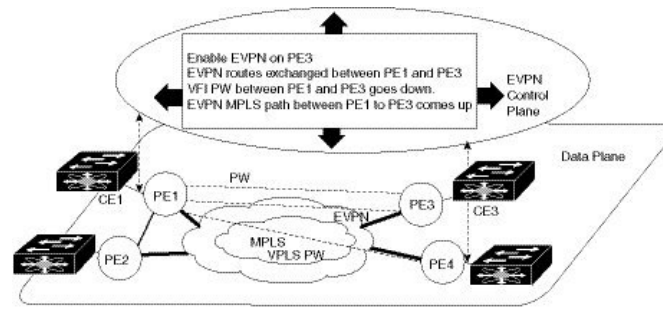 Enable EVPN on PE3
EVPN routes exchanged between PE1 and PE3
VFI PW between PE1 and PE3 goes down.
EVPN MPLS path between PE1 to PE3 comes up
EVPN
Control
Plane
Data Plane
CE1
PE1
PW
PE3
CE3
EVPN
MPLS
VPLS PW
PE2
PE4